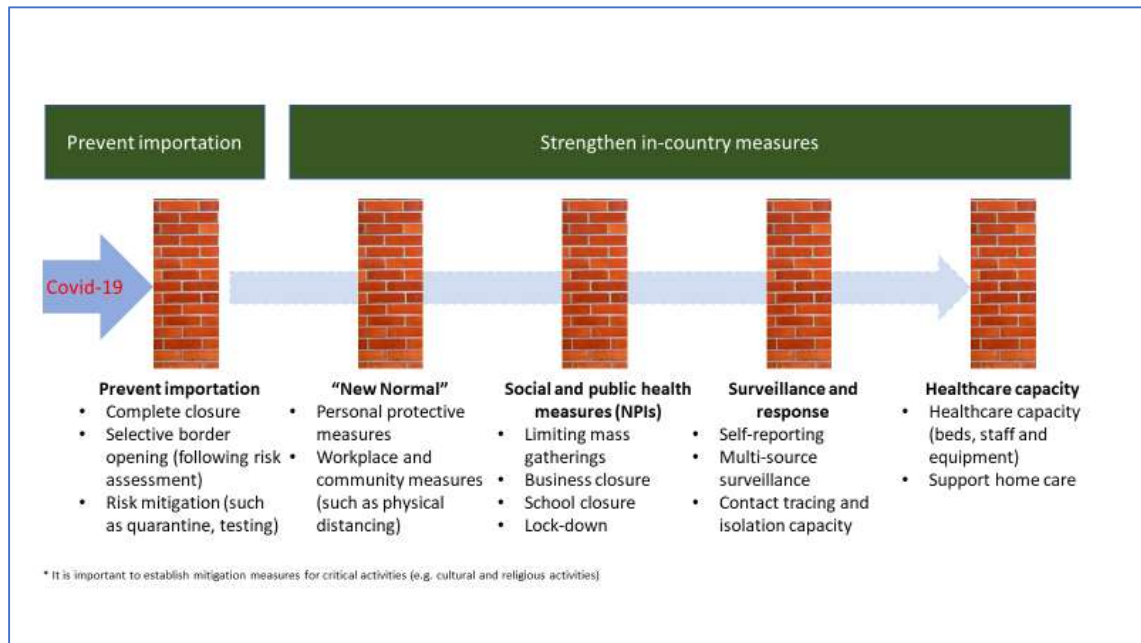 Prevent importation
Strengthen in-country measures
Covid-19
Prevent importation
• Complete closure
• Selective border
opening (following risk
assessment)
• Risk mitigation (such
as quarantine, testing)
“New Normal”
• Personal protective
measures
• Workplace and
community measures
(such as physical
distancing)
Social and public health
measures (NPIs)
• Limiting mass
gatherings
• Business closure
• School closure
• Lock-down
Surveillance and
response
• Self-reporting
• Multi-source
surveillance
• Contact tracing and
isolation capacity
Healthcare capacity
• Healthcare capacity
(beds, staff and
equipment)
• Support home care
* It is important to establish mitigation measures for critical activities (e.g. cultural and religious activities)